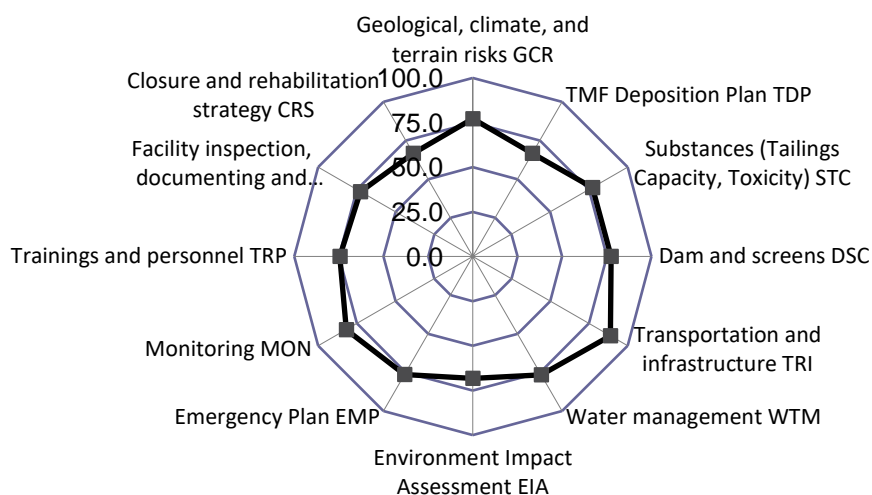 Geological, climate, and
terrain risks GCR
TMF Deposition Plan TDP
Substances (Tailings
Capacity, Toxicity) STC
Dam and screens DSC
Transportation and
infrastructure TRI
Water management WTM
Environment Impact
Assessment EIA
Emergency Plan EMP
Monitoring MON
Trainings and personnel TRP
Facility inspection,
documenting and...
Closure and rehabilitation
strategy CRS
100.0
75.0
50.0
25.0
0.0